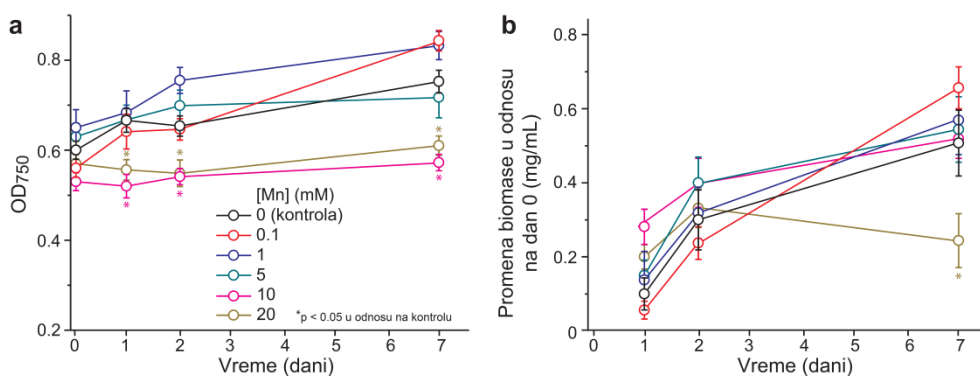 a
OD750
0.8
0.6
0.4
0.2
[Mn] (mM)
0 (kontrola)
0.1
1
5
10
20
*p < 0.05 u odnosu na kontrolu
* * * * * *
0 1 2 3 4 5 6 7
Vreme (dani)
b
Promena biomase u odnosu
na dan 0 (mg/mL)
0.8
0.6
0.4
0.2
0
*
0 1 2 3 4 5 6 7
Vreme (dani)